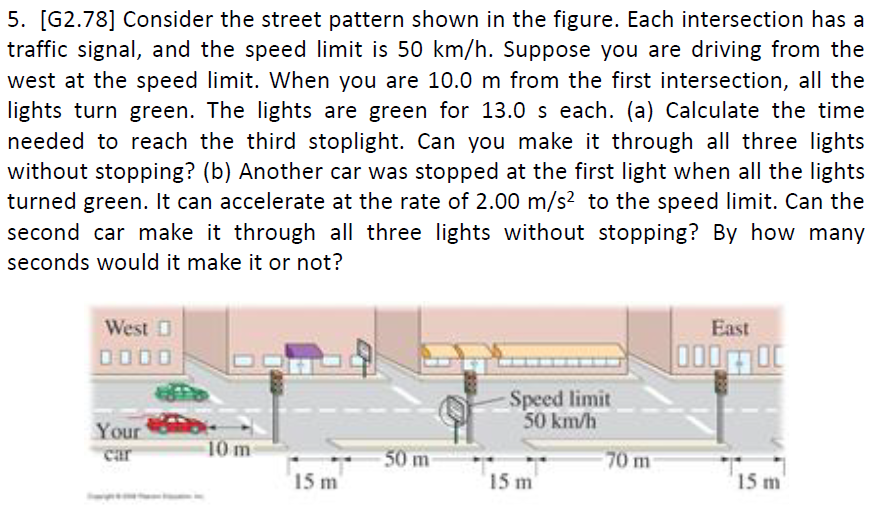 5. [G2.78] Consider the street pattern shown in the figure. Each intersection has a
traffic signal, and the speed limit is 50 km/h. Suppose you are driving from the
west at the speed limit. When you are 10.0 m from the first intersection, all the
lights turn green. The lights are green for 13.0 s each. (a) Calculate the time
needed to reach the third stoplight. Can you make it through all three lights
without stopping? (b) Another car was stopped at the first light when all the lights
turned green. It can accelerate at the rate of 2.00 m/s² to the speed limit. Can the
second car make it through all three lights without stopping? By how many
seconds would it make it or not?
West
East
Speed limit
50 km/h
Your
car
10 m
50 m
70 m
15 m
15 m
15 m